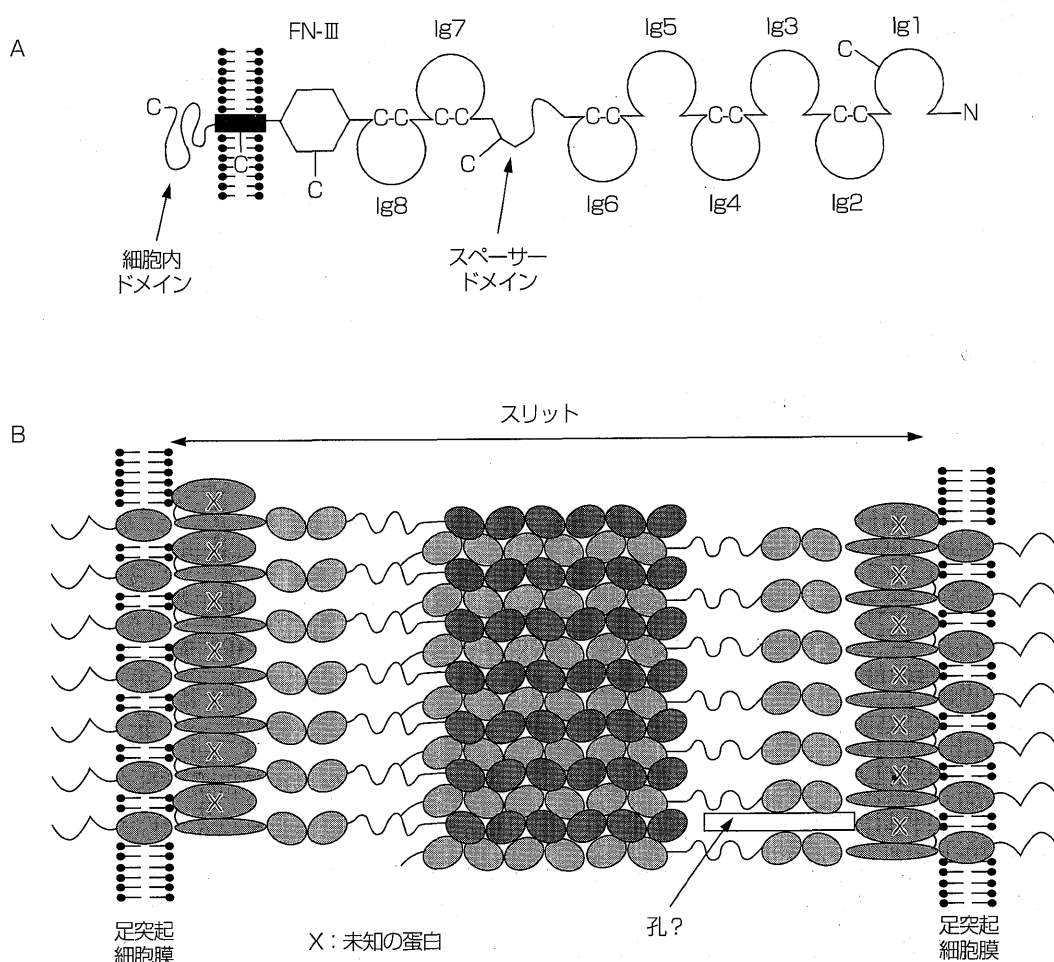 A
FN-III
Ig7
Ig5
Ig3
Ig1
C
C
C-C
C-C
C-C
C-C
C-C
N
C
C
C
Ig8
Ig6
Ig4
Ig2
細胞内
ドメイン
スペーサー
ドメイン
B
スリット
X
X
X
X
X
X
X
X
X
X
X
X
X
X
足突起
細胞膜
X:未知の蛋白
孔?
足突起
細胞膜